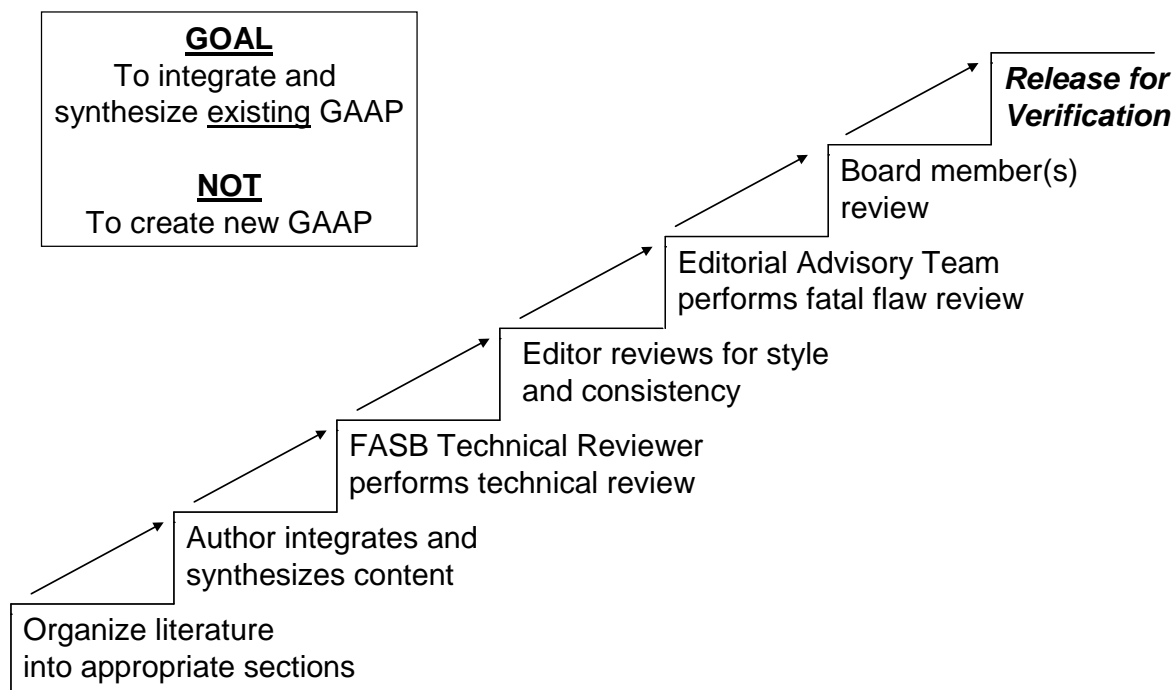 GOAL
To integrate and
synthesize existing GAAP
NOT
To create new GAAP
Release for
Verification
Board member(s)
review
Editorial Advisory Team
performs fatal flaw review
Editor reviews for style
and consistency
FASB Technical Reviewer
performs technical review
Author integrates and
synthesizes content
Organize literature
into appropriate sections